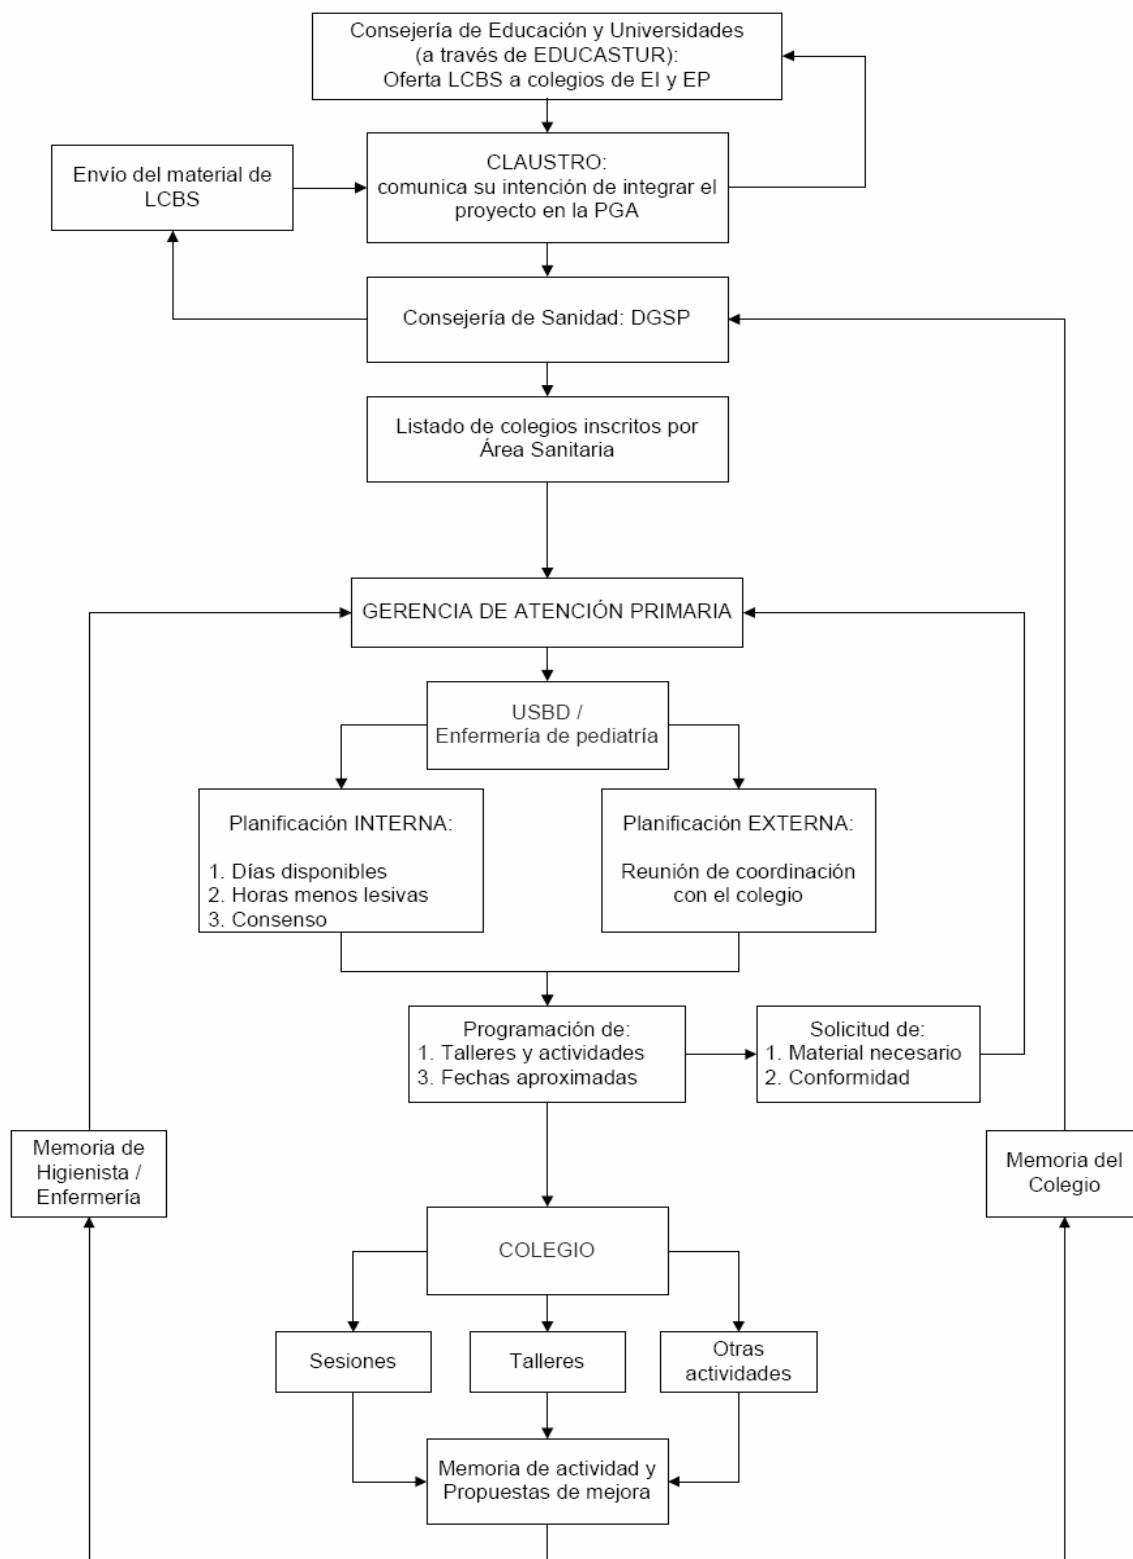 Consejería de Educación y Universidades
(a través de EDUCASTUR):
Oferta LCBS a colegios de EI y EP
Envío del material de
LCBS
CLAUSTRO:
comunica su intención de integrar el
proyecto en la PGA
Consejería de Sanidad: DGSP
Listado de colegios inscritos por
Área Sanitaria
GERENCIA DE ATENCIÓN PRIMARIA
USBD /
Enfermería de pediatría
Planificación INTERNA:
1. Días disponibles
2. Horas menos lesivas
3. Consenso
Planificación EXTERNA:
Reunión de coordinación
con el colegio
Programación de:
1. Talleres y actividades
3. Fechas aproximadas
Solicitud de:
1. Material necesario
2. Conformidad
Memoria de
Higienista /
Enfermería
Memoria del
Colegio
COLEGIO
Sesiones
Talleres
Otras
actividades
Memoria de actividad y
Propuestas de mejora